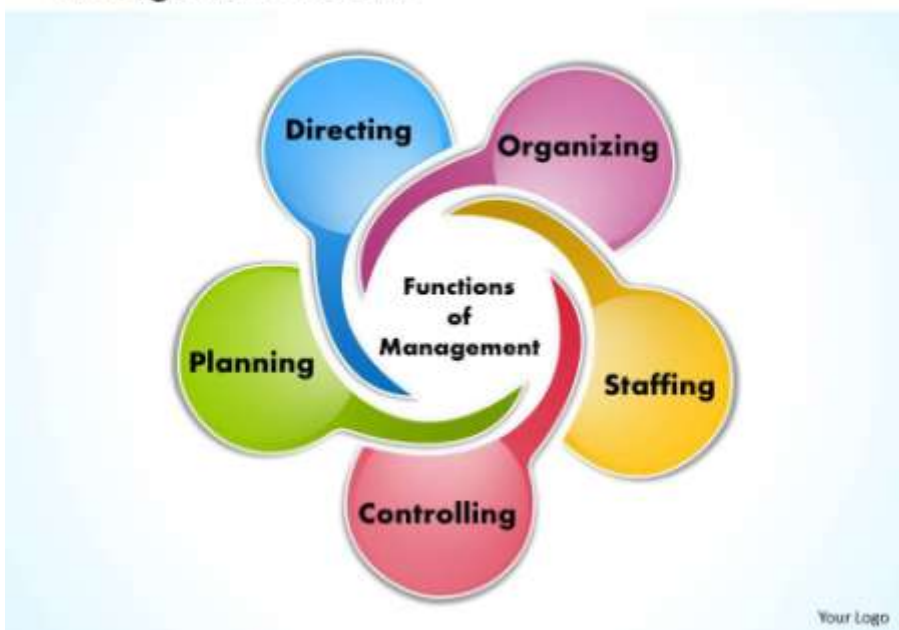 Directing
Organizing
Functions
of
Management
Planning
Staffing
Controlling
Your Logo